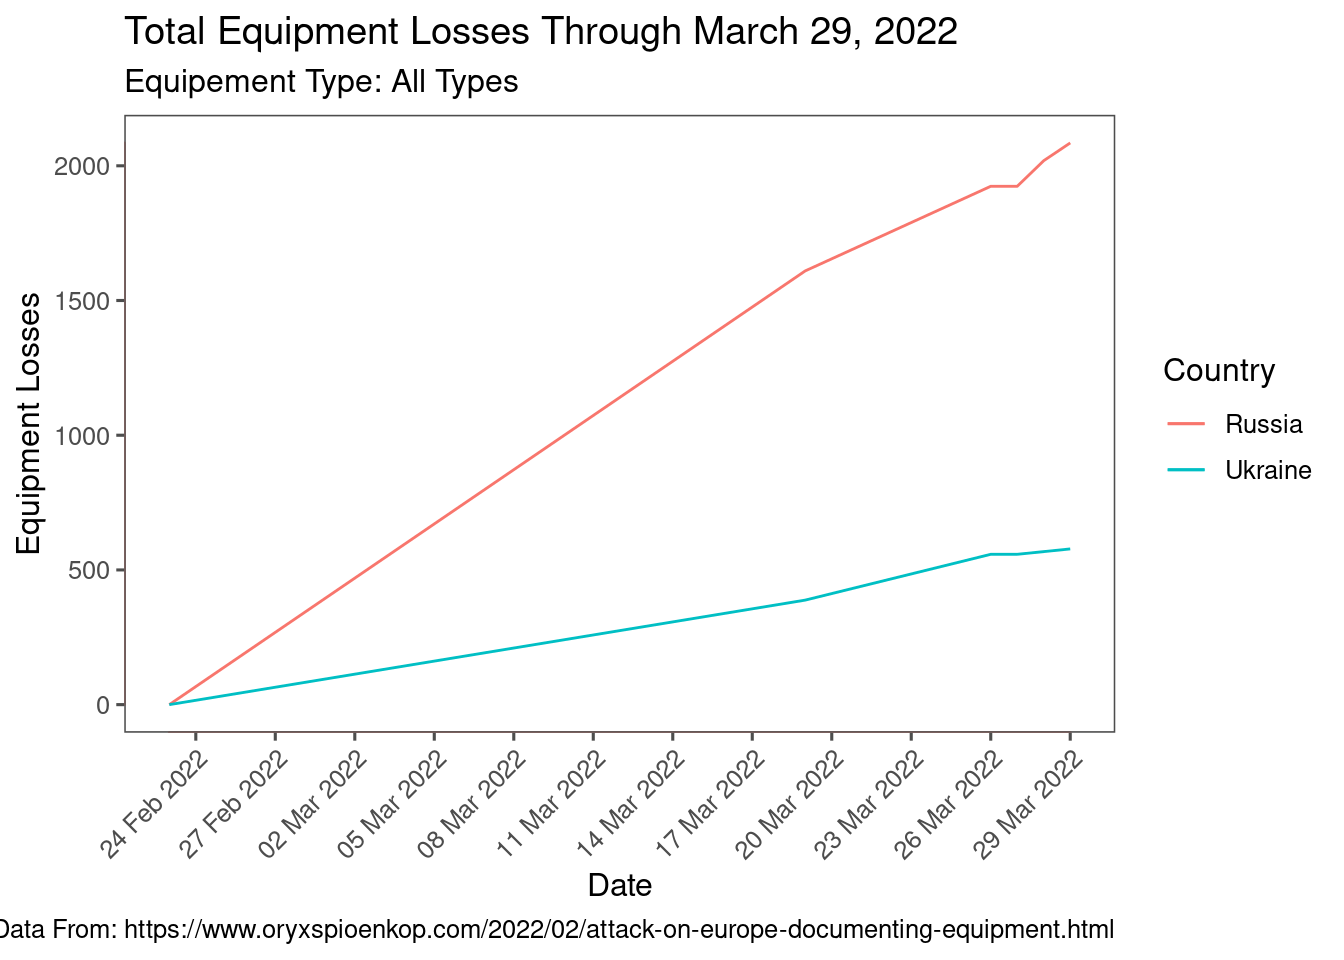 Total Equipment Losses Through March 29, 2022
Equipement Type: All Types
Equipment Losses
2000
1500
1000
500
0
24 Feb 2022
27 Feb 2022
02 Mar 2022
05 Mar 2022
08 Mar 2022
11 Mar 2022
14 Mar 2022
17 Mar 2022
20 Mar 2022
23 Mar 2022
26 Mar 2022
29 Mar 2022
Date
Country
Russia
Ukraine
Data From: https://www.oryxspioenkop.com/2022/02/attack-on-europe-documenting-equipment.html